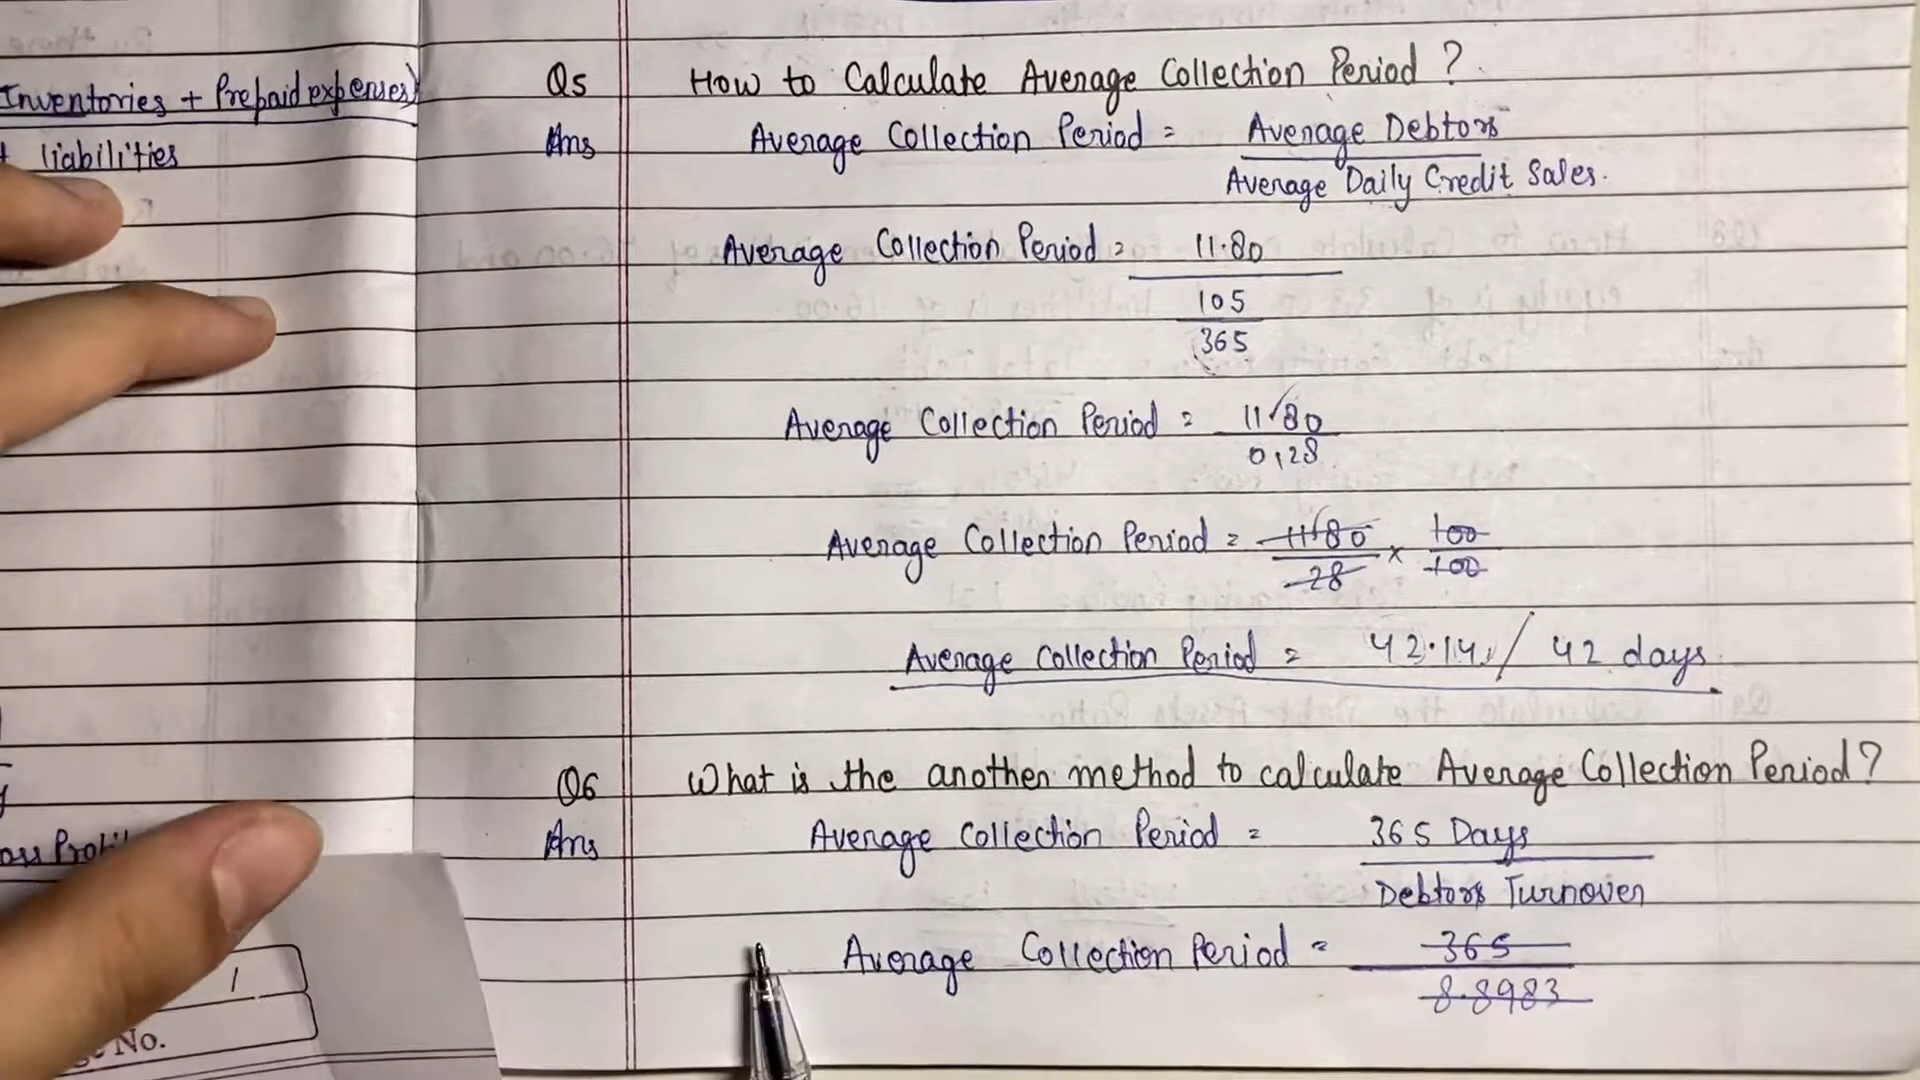 Inventories + Prepaid expenses)
liabilities
No.
Q5 How to Calculate Average Collection Period ?
Ans Average Collection Period = Average Debtors
Average Daily Credit Sales.
Average Collection Period = 11.80
105
365
Average Collection Period = 11.80
0.28
Average Collection Period = 1180 × 100
28 100
Average Collection Period = 42.14 / 42 days
Q6 What is the another method to calculate Average Collection Period?
Ans Average Collection Period = 365 Days
Debtors Turnover
Average Collection Period = 365
8.8983